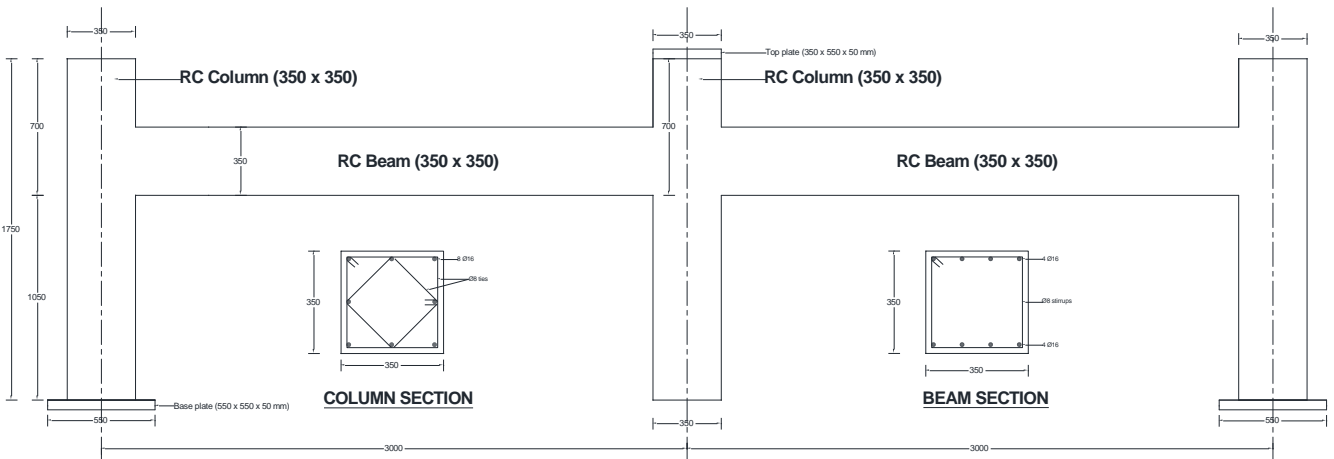 350
350
350
Top plate (350 x 550 x 50 mm)
RC Column (350 x 350)
RC Column (350 x 350)
700
350
700
RC Beam (350 x 350)
RC Beam (350 x 350)
1750
1050
350
8 Ø16
Ø8 ties
350
350
4 Ø16
Ø8 stirrups
4 Ø16
350
COLUMN SECTION
BEAM SECTION
Base plate (550 x 550 x 50 mm)
550
350
550
3000
3000